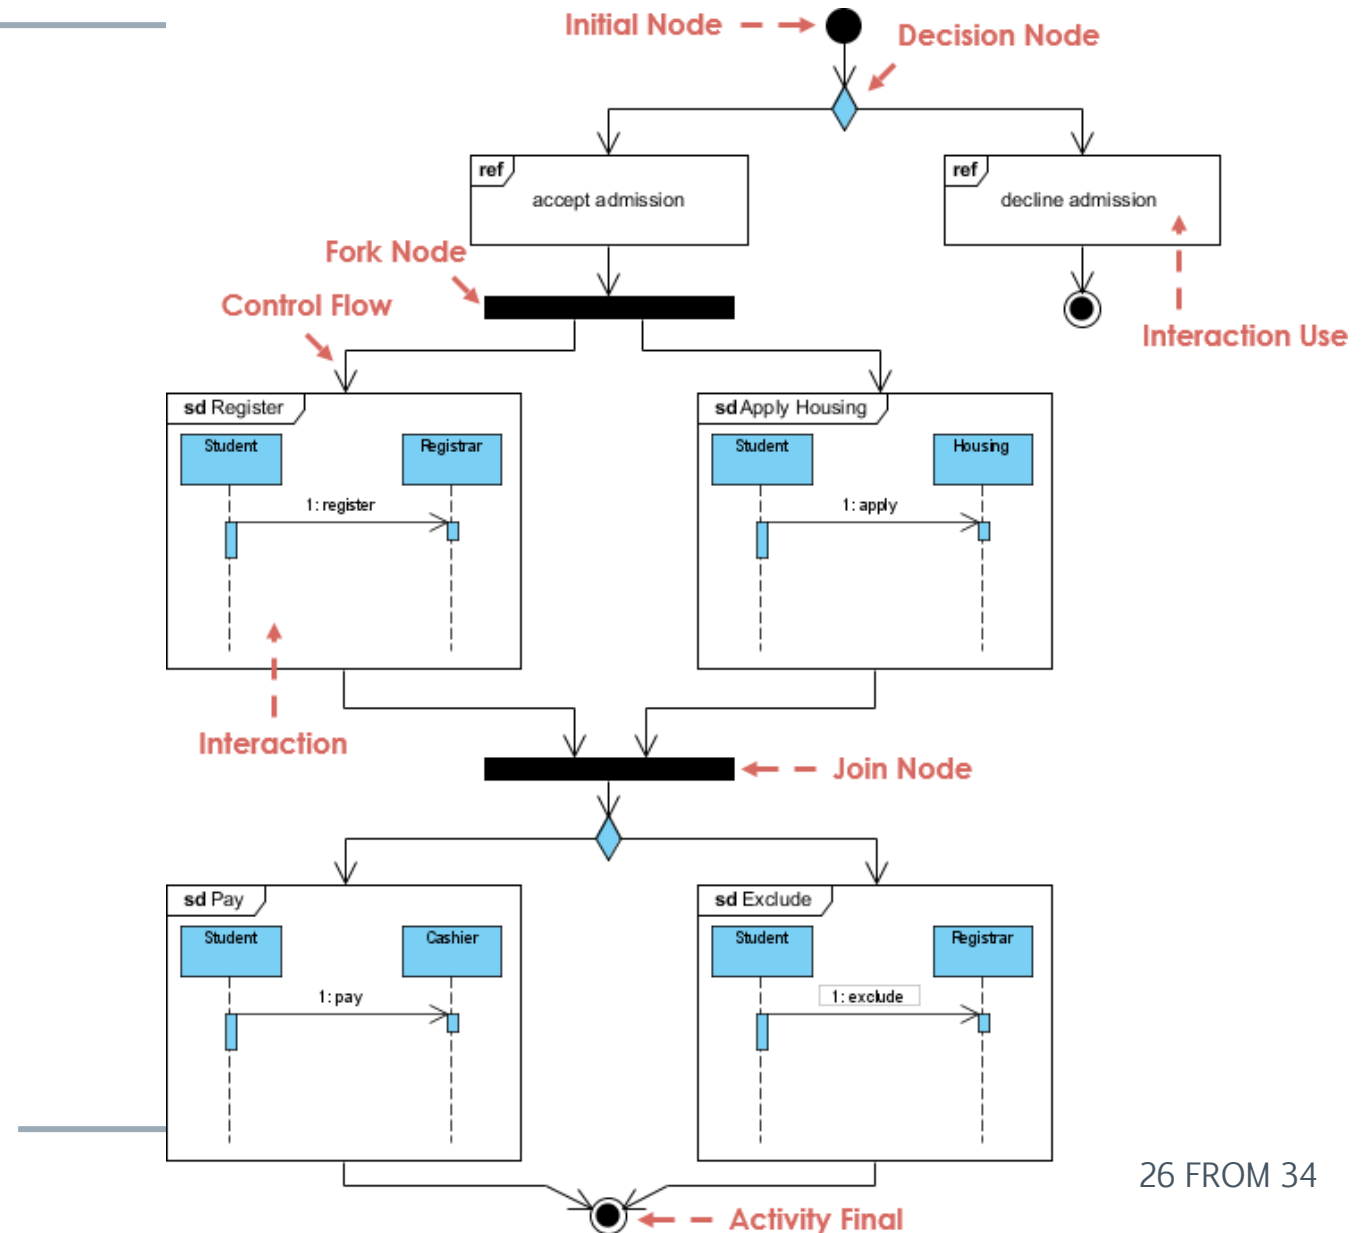 Initial Node
Decision Node
ref
accept admission
ref
decline admission
Fork Node
Control Flow
Interaction Use
sd Register
Student
Registrar
1: register
sd Apply Housing
Student
Housing
1: apply
Interaction
Join Node
sd Pay
Student
Cashier
1: pay
sd Exclude
Student
Registrar
1: exclude
26 FROM 34
Activity Final